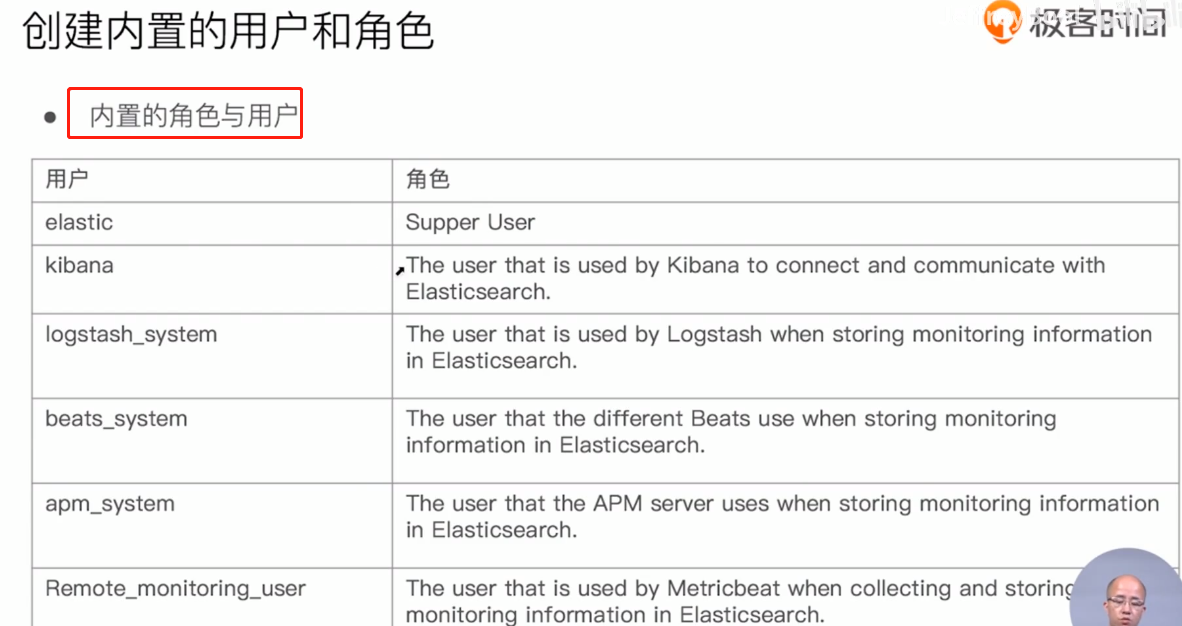 创建内置的用户和角色
极客时间
内置的角色与用户
用户
角色
elastic
Supper User
kibana
The user that is used by Kibana to connect and communicate with
Elasticsearch.
logstash_system
The user that is used by Logstash when storing monitoring information
in Elasticsearch.
beats_system
The user that the different Beats use when storing monitoring
information in Elasticsearch.
apm_system
The user that the APM server uses when storing monitoring information
in Elasticsearch.
Remote_monitoring_user
The user that is used by Metricbeat when collecting and storing
monitoring information in Elasticsearch.